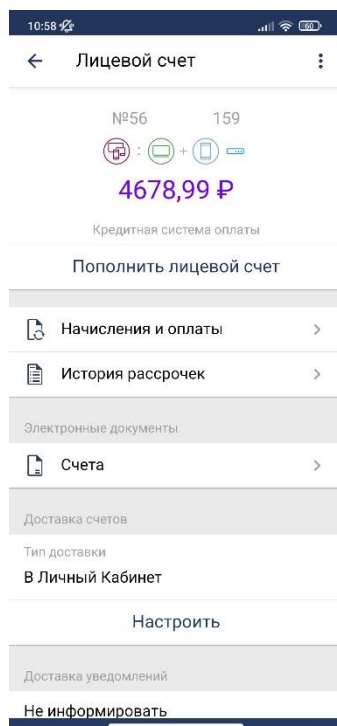 10:58
60
Лицевой счет
№56 159
: +
4678,99 ₽
Кредитная система оплаты
Пополнить лицевой счет
Начисления и оплаты
История рассрочек
Электронные документы
Счета
Доставка счетов
Тип доставки
В Личный Кабинет
Настроить
Доставка уведомлений
Не информировать